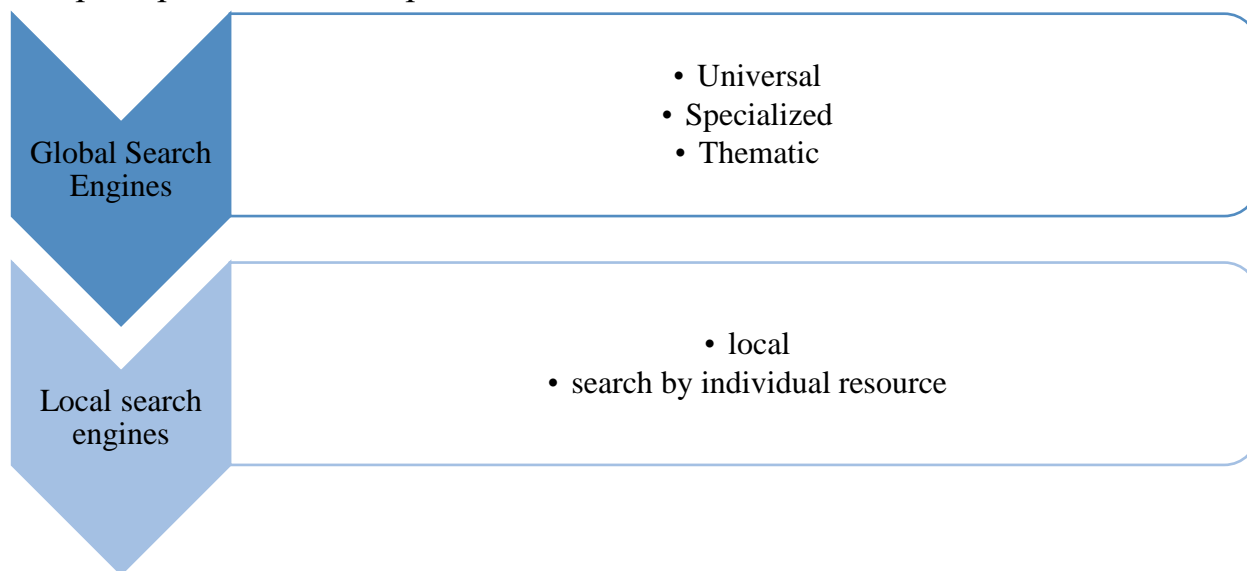 Global Search
Engines
• Universal
• Specialized
• Thematic
Local search
engines
• local
• search by individual resource